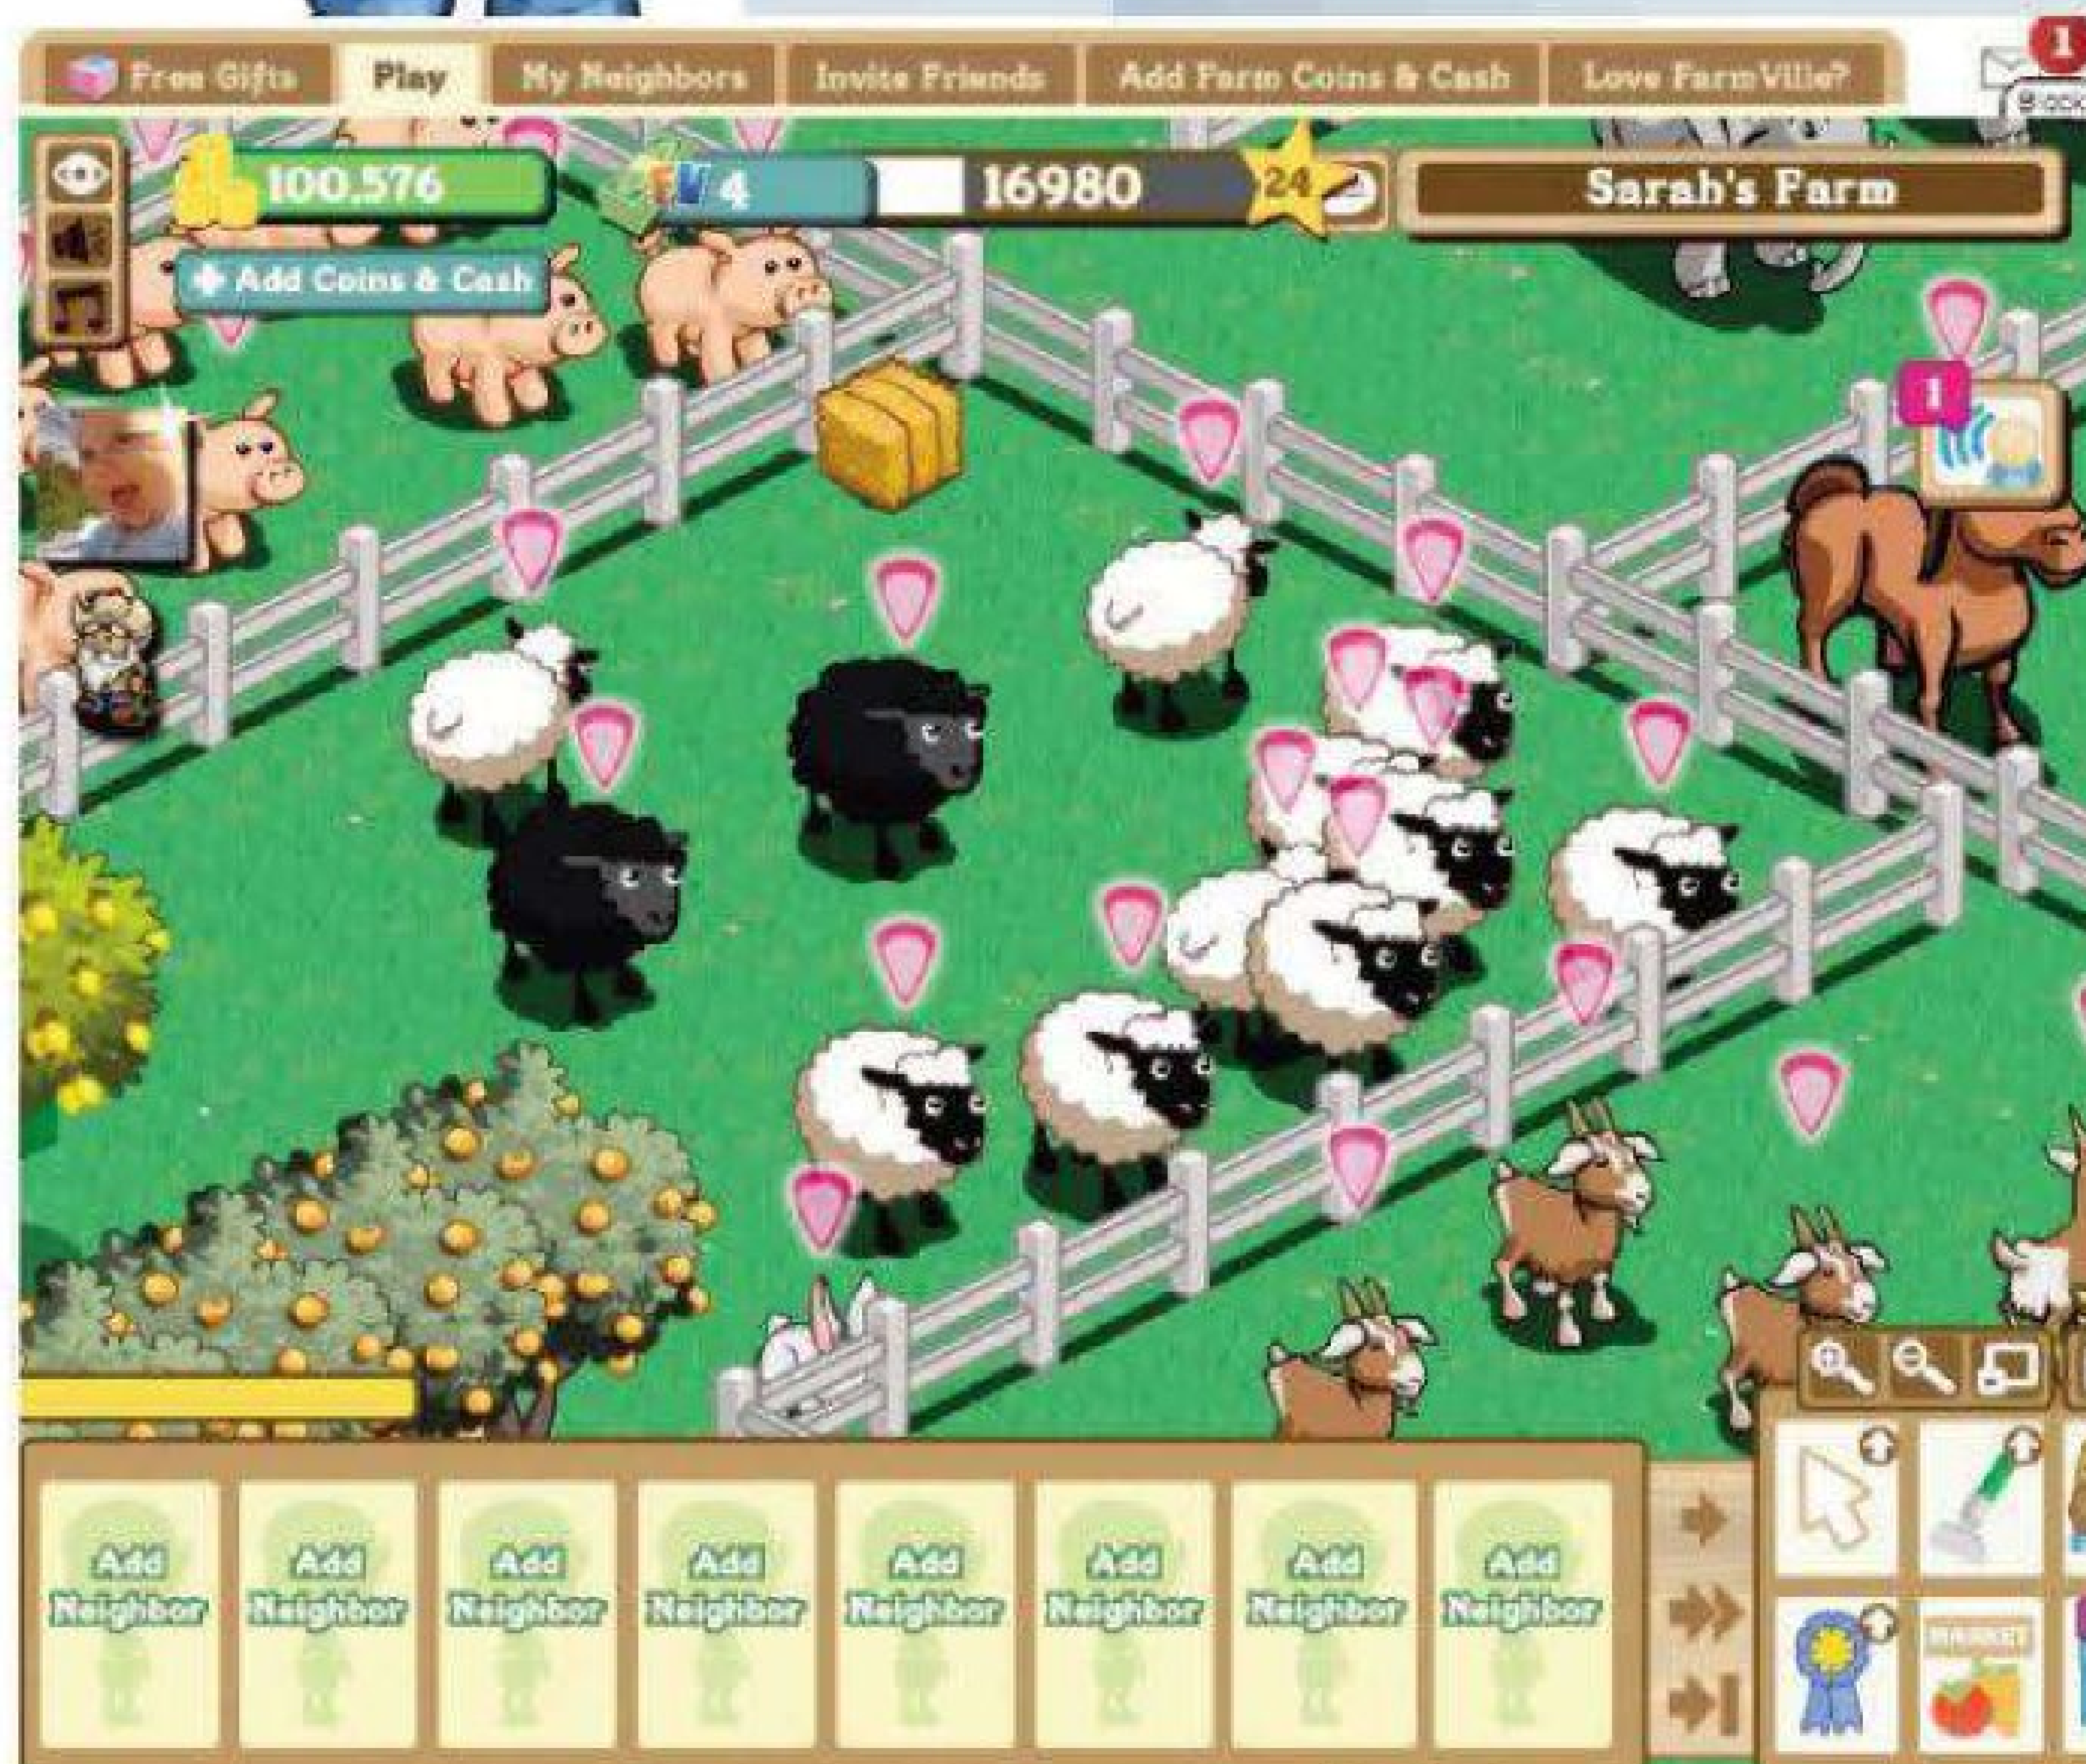 Free Gifts
Play
My Neighbors
Invite Friends
Add Farm Coins & Cash
Love FarmVille?
1
100.576
FV 4
16980
24
Sarah's Farm
+ Add Coins & Cash
1
Add
Neighbor
Add
Neighbor
Add
Neighbor
Add
Neighbor
Add
Neighbor
Add
Neighbor
Add
Neighbor
Add
Neighbor
MARKET